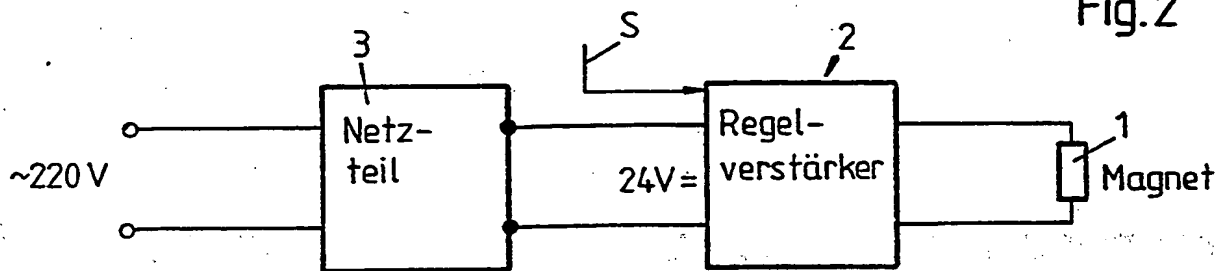 Fig. 2
3
S
2
Netz-
teil
Regel-
verstärker
1
~220 V
24V=
Magnet